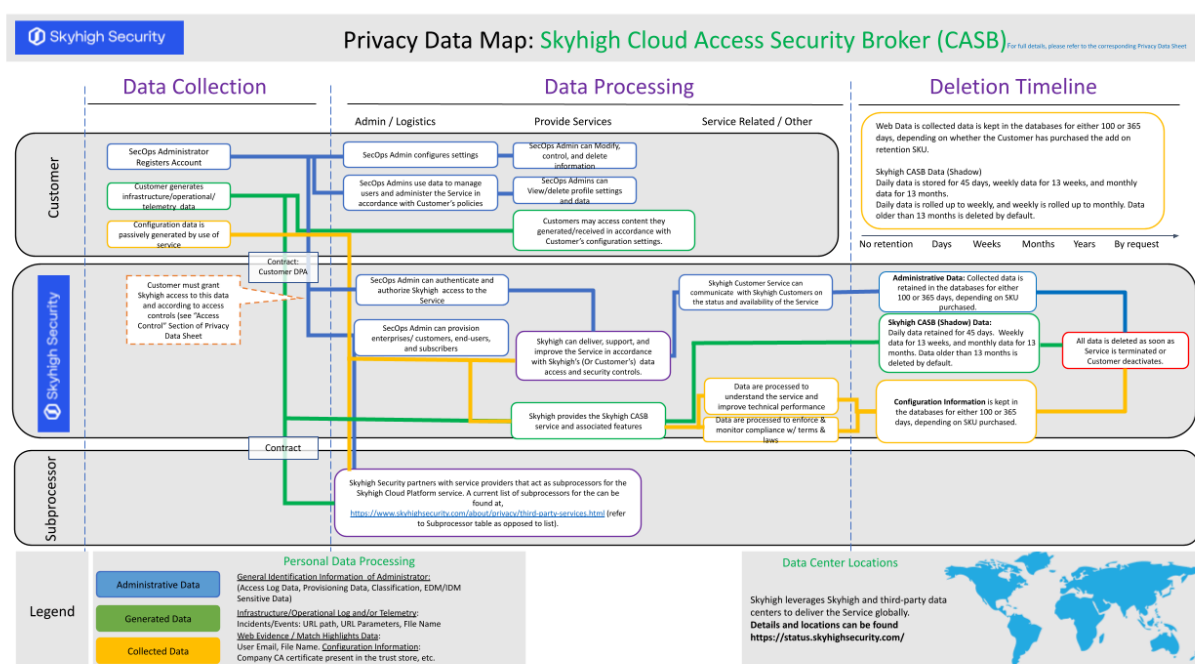 Skyhigh Security
Privacy Data Map: Skyhigh Cloud Access Security Broker (CASB) For full details, please refer to the corresponding Privacy Data Sheet
Data Collection
Data Processing
Deletion Timeline
Admin / Logistics
Provide Services
Service Related / Other
Customer
SecOps Administrator
Registers Account
Customer generates
infrastructure/operational/
telemetry data
Configuration data is
passively generated by use of
service
SecOps Admin configures settings
SecOps Admins use data to manage
users and administer the Service in
accordance with Customer's policies
SecOps Admin can Modify,
control, and delete
information
SecOps Admins can
View/delete profile settings
and data
Customers may access content they
generated/received in accordance with
Customer's configuration settings.
Web Data is collected data is kept in the databases for either 100 or 365
days, depending on whether the Customer has purchased the add on
retention SKU.
Skyhigh CASB Data (Shadow)
Daily data is stored for 45 days, weekly data for 13 weeks, and monthly
data for 13 months.
Daily data is rolled up to weekly, and weekly is rolled up to monthly. Data
older than 13 months is deleted by default.
No retention
Days
Weeks
Months
Years
By request
Contract:
Customer DPA
Skyhigh Security
Customer must grant
Skyhigh access to this data
and according to access
controls (see "Access
Control" Section of Privacy
Data Sheet
SecOps Admin can authenticate and
authorize Skyhigh access to the
Service
SecOps Admin can provision
enterprises/ customers, end-users,
and subscribers
Skyhigh can deliver, support, and
improve the Service in accordance
with Skyhigh's (Or Customer's) data
access and security controls.
Skyhigh provides the Skyhigh CASB
service and associated features
Skyhigh Customer Service can
communicate with Skyhigh Customers on
the status and availability of the Service
Data are processed to
understand the service and
improve technical performance
Data are processed to enforce &
monitor compliance w/ terms &
laws
Administrative Data: Collected data is
retained in the databases for either
100 or 365 days, depending on SKU
purchased.
Skyhigh CASB (Shadow) Data:
Daily data retained for 45 days. Weekly
data for 13 weeks, and monthly data for 13
months. Data older than 13 months is
deleted by default.
Configuration Information is kept in
the databases for either 100 or 365
days, depending on SKU purchased.
All data is deleted as soon as
Service is terminated or
Customer deactivates.
Contract
Subprocessor
Skyhigh Security partners with service providers that act as subprocessors for the
Skyhigh Cloud Platform service. A current list of subprocessors for the can be
found at,
https://www.skyhighsecurity.com/about/privacy/third-party-services.html (refer
to Subprocessor table as opposed to list).
Legend
Personal Data Processing
Administrative Data
General Identification Information of Administrator:
(Access Log Data, Provisioning Data, Classification, EDM/IDM
Sensitive Data)
Generated Data
Infrastructure/Operational Log and/or Telemetry:
Incidents/Events: URL path, URL Parameters, File Name
Collected Data
Web Evidence / Match Highlights Data:
User Email, File Name. Configuration Information:
Company CA certificate present in the trust store, etc.
Data Center Locations
Skyhigh leverages Skyhigh and third-party data
centers to deliver the Service globally.
Details and locations can be found
https://status.skyhighsecurity.com/